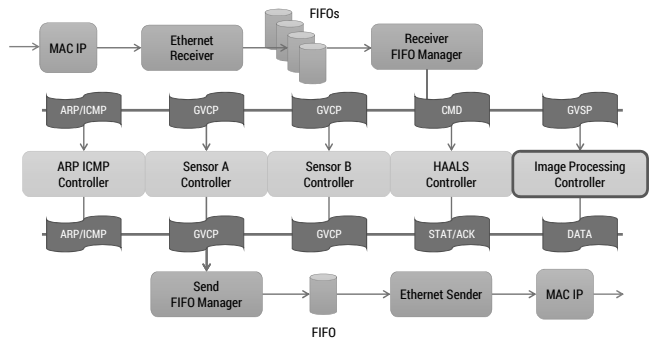 FIFOs
MAC IP
Ethernet
Receiver
Receiver
FIFO Manager
ARP/ICMP
GVCP
GVCP
CMD
GVSP
ARP ICMP
Controller
Sensor A
Controller
Sensor B
Controller
HAALS
Controller
Image Processing
Controller
ARP/ICMP
GVCP
GVCP
STAT/ACK
DATA
Send
FIFO Manager
Ethernet Sender
MAC IP
FIFO